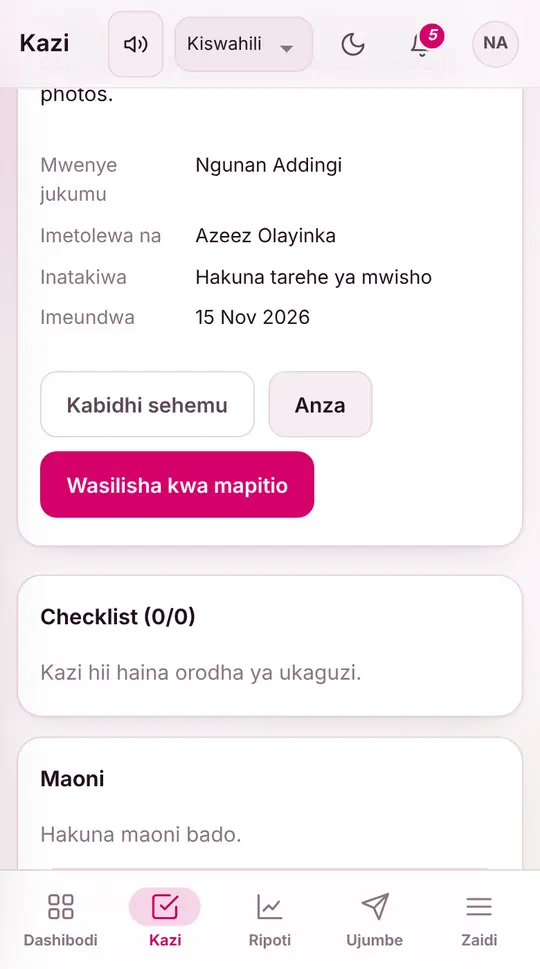 Kazi
Kiswahili
5
NA
photos.
Mwenye jukumu
Ngunan Addingi
Imetolewa na
Azeez Olayinka
Inatakiwa
Hakuna tarehe ya mwisho
Imeundwa
15 Nov 2026
Kabidhi sehemu
Anza
Wasilisha kwa mapitio
Checklist (0/0)
Kazi hii haina orodha ya ukaguzi.
Maoni
Hakuna maoni bado.
Dashibodi
Kazi
Ripoti
Ujumbe
Zaidi